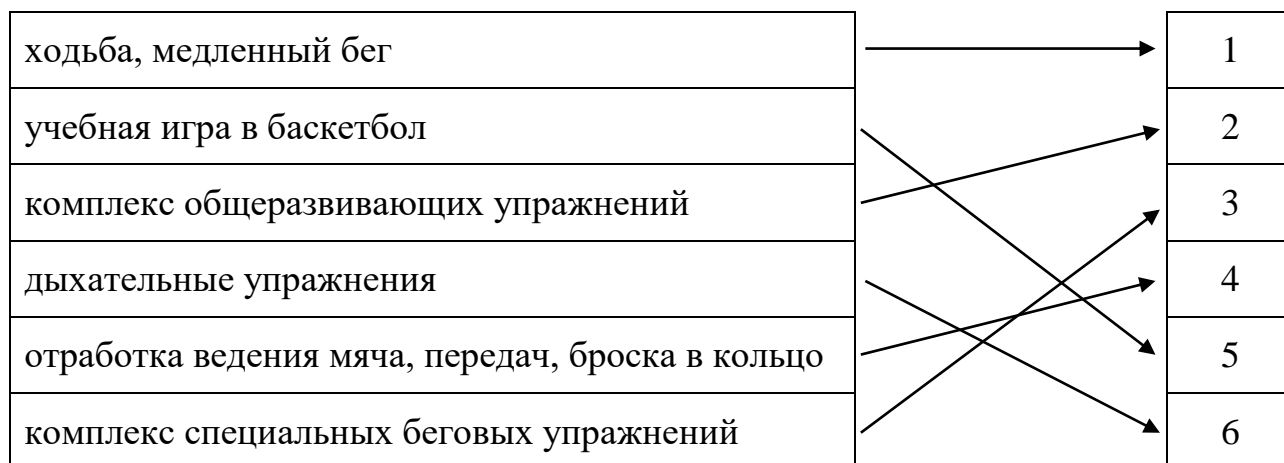 ходьба, медленный бег 1
учебная игра в баскетбол 2
комплекс общеразвивающих упражнений 3
дыхательные упражнения 4
отработка ведения мяча, передач, броска в кольцо 5
комплекс специальных беговых упражнений 6